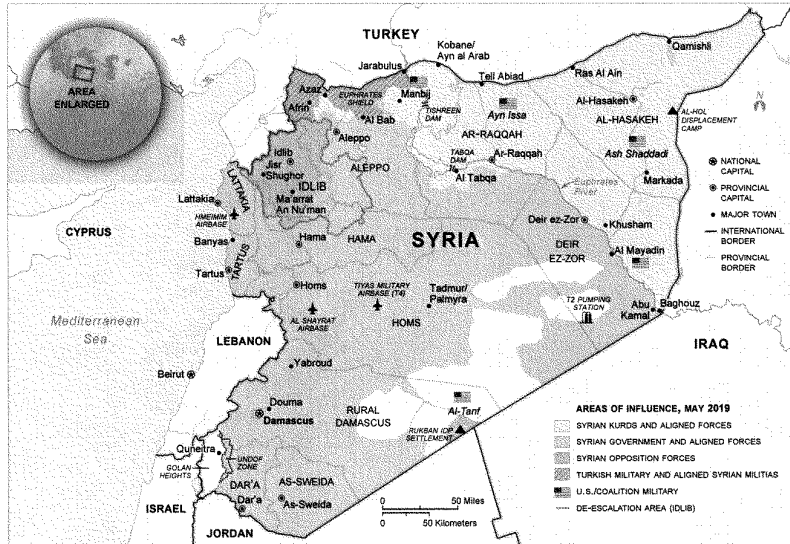 TURKEY
AREA
ENLARGED
Kobane/
Ayn al Arab
Qamishli
Jarabulus
Tell Abiad
Ras Al Ain
Azaz
EUPHRATES
SHIELD
Manbij
Afrin
Al Bab
TISHREEN
DAM
Ayn Issa
Al-Hasakeh
AL-HASAKEH
AL-HOL
DISPLACEMENT
CAMP
N
Aleppo
ALEPPO
AR-RAQQAH
Ash Shaddadi
Idlib
Jisr
Shughor
IDLIB
Ma'arrat
An Nu'man
TABQA
DAM
Ar-Raqqah
Al Tabqa
Markada
Euphrates
River
LATTAKIA
Lattakia
HMEIMIM
AIRBASE
CYPRUS
Banyas
TARTUS
Tartus
Hama
HAMA
SYRIA
Deir ez-Zor
Khusham
DEIR
EZ-ZOR
Al Mayadin
Homs
AL SHAYRAT
AIRBASE
TIYAS MILITARY
AIRBASE (T4)
Tadmur/
Palmyra
HOMS
T2 PUMPING
STATION
Abu
Kamal
Baghouz
NATIONAL
CAPITAL
PROVINCIAL
CAPITAL
MAJOR TOWN
INTERNATIONAL
BORDER
PROVINCIAL
BORDER
Mediterranean
Sea
LEBANON
IRAQ
Beirut
Yabroud
Douma
Damascus
RURAL
DAMASCUS
Al-Tanf
RUKBAN IDP
SETTLEMENT
Quneitra
GOLAN
HEIGHTS
UNDOF
ZONE
DAR'A
Dar'a
AS-SWEIDA
As-Sweida
ISRAEL
JORDAN
0 50 Miles
0 50 Kilometers
AREAS OF INFLUENCE, MAY 2019
SYRIAN KURDS AND ALIGNED FORCES
SYRIAN GOVERNMENT AND ALIGNED FORCES
SYRIAN OPPOSITION FORCES
TURKISH MILITARY AND ALIGNED SYRIAN MILITIAS
U.S./COALITION MILITARY
DE-ESCALATION AREA (IDLIB)